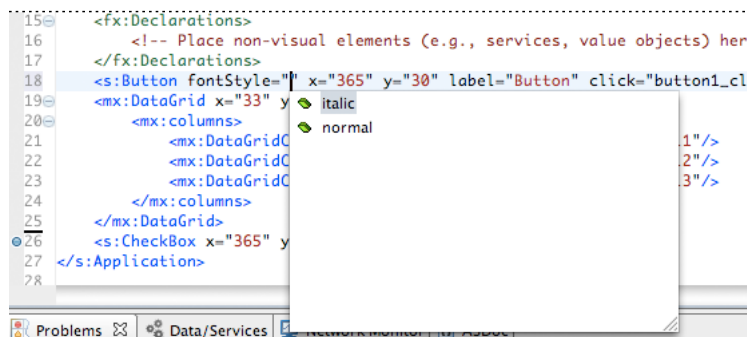 15 <fx:Declarations>
16 <!-- Place non-visual elements (e.g., services, value objects) her
17 </fx:Declarations>
18 <s:Button fontStyle="" x="365" y="30" label="Button" click="button1_cl
19 <mx:DataGrid x="33" y
italic
20 <mx:columns>
normal
21 <mx:DataGridC 1"/>
22 <mx:DataGridC 2"/>
23 <mx:DataGridC 3"/>
24 </mx:columns>
25 </mx:DataGrid>
26 <s:CheckBox x="365" y
27 </s:Application>
28
Problems Data/Services Network Monitor ASDoc